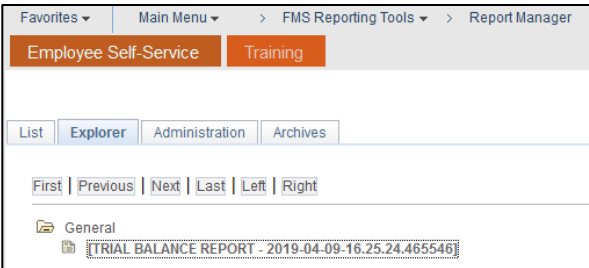 Favorites Main Menu > FMS Reporting Tools > Report Manager
Employee Self-Service Training
List Explorer Administration Archives
First | Previous | Next | Last | Left | Right
General
[TRIAL BALANCE REPORT - 2019-04-09-16.25.24.465546]